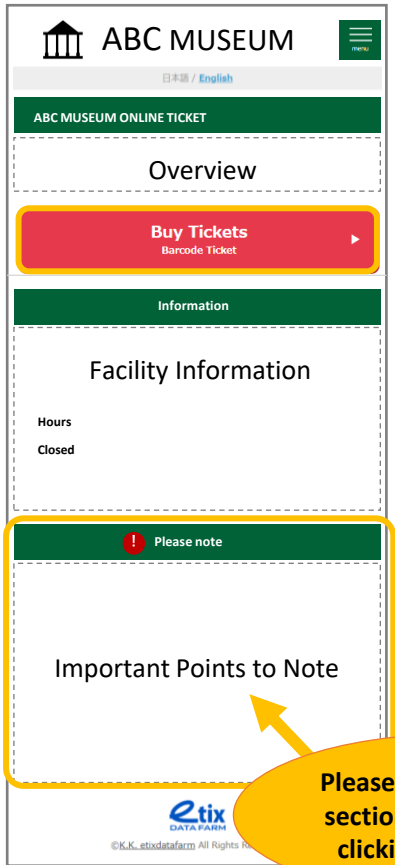 ABC MUSEUM
menu
日本語 / English
ABC MUSEUM ONLINE TICKET
Overview
Buy Tickets
Barcode Ticket
Information
Facility Information
Hours
Closed
! Please note
Important Points to Note
Please
sectio
clicki
etix
DATA FARM
©K.K. etixdatafarm All Rights R